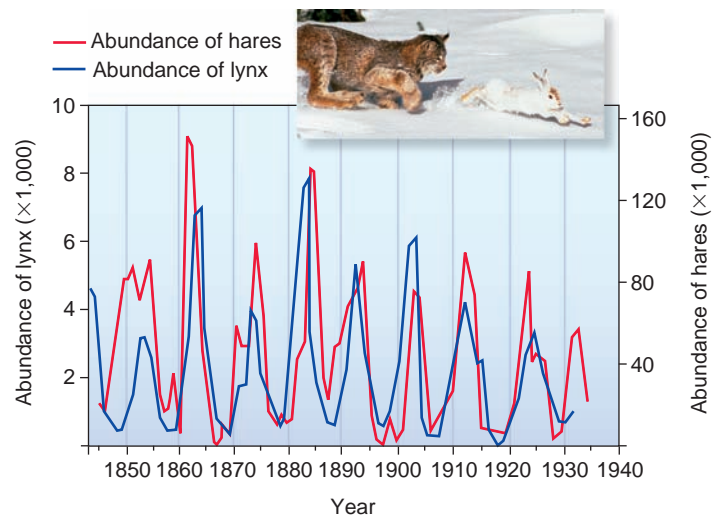 Abundance of hares
Abundance of lynx
10
8
6
4
2
160
120
80
40
Abundance of lynx (×1,000)
Abundance of hares (×1,000)
1850 1860 1870 1880 1890 1900 1910 1920 1930 1940
Year